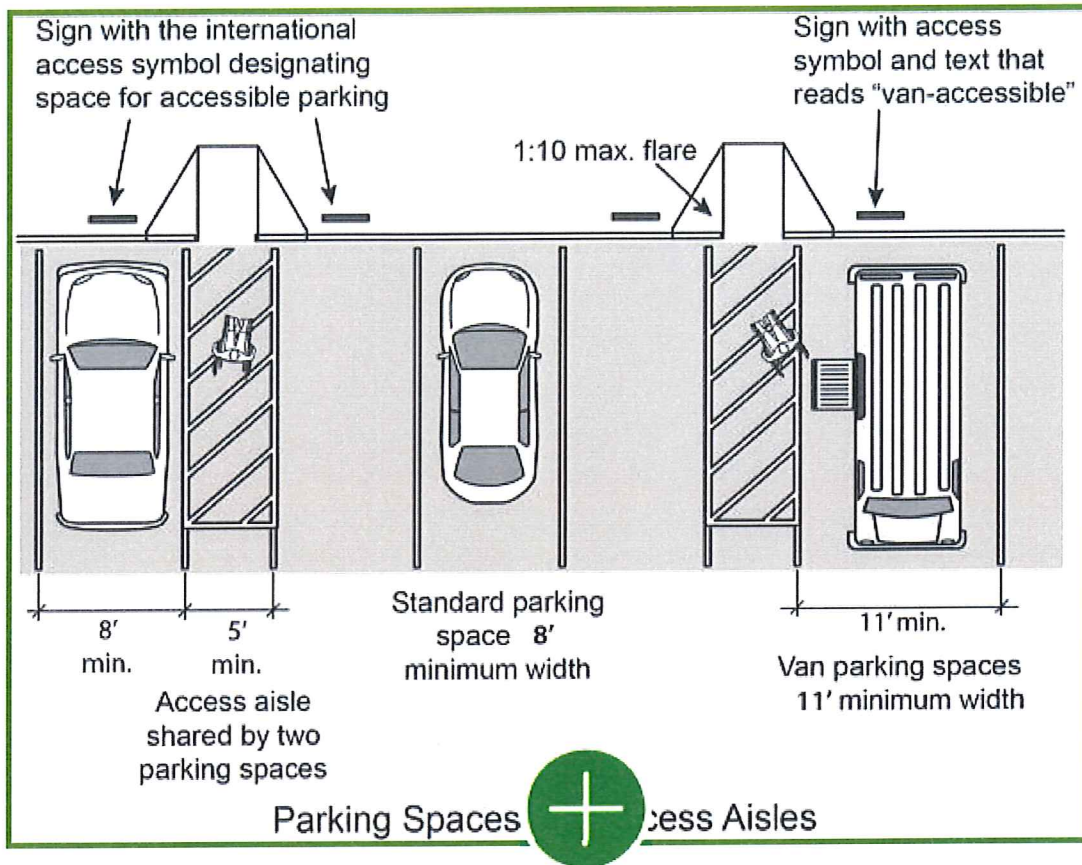 Sign with the international
access symbol designating
space for accessible parking
Sign with access
symbol and text that
reads “van-accessible”
1:10 max. flare
8′
min.
5′
min.
Access aisle
shared by two
parking spaces
Standard parking
space 8′
minimum width
11′ min.
Van parking spaces
11′ minimum width
Parking Spaces cess Aisles